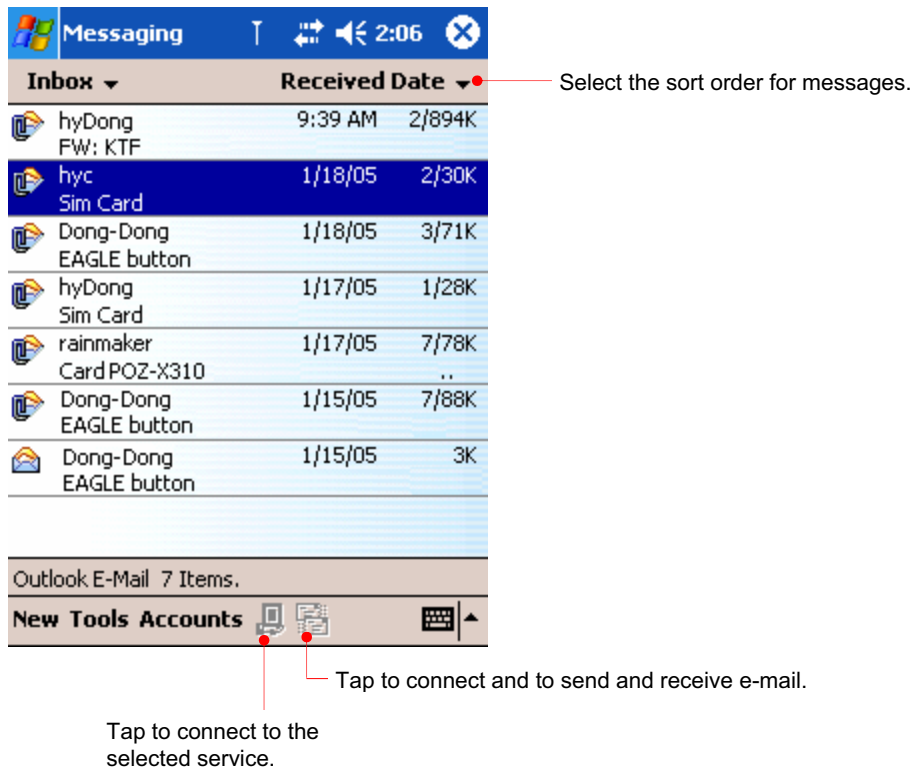 Messaging 2:06
Inbox Received Date
Select the sort order for messages.
hyDong 9:39 AM 2/894K
FW: KTF
hyc 1/18/05 2/30K
Sim Card
Dong-Dong 1/18/05 3/71K
EAGLE button
hyDong 1/17/05 1/28K
Sim Card
rainmaker 1/17/05 7/78K
Card POZ-X310 ..
Dong-Dong 1/15/05 7/88K
EAGLE button
Dong-Dong 1/15/05 3K
EAGLE button
Outlook E-Mail 7 Items.
New Tools Accounts
Tap to connect and to send and receive e-mail.
Tap to connect to the
selected service.